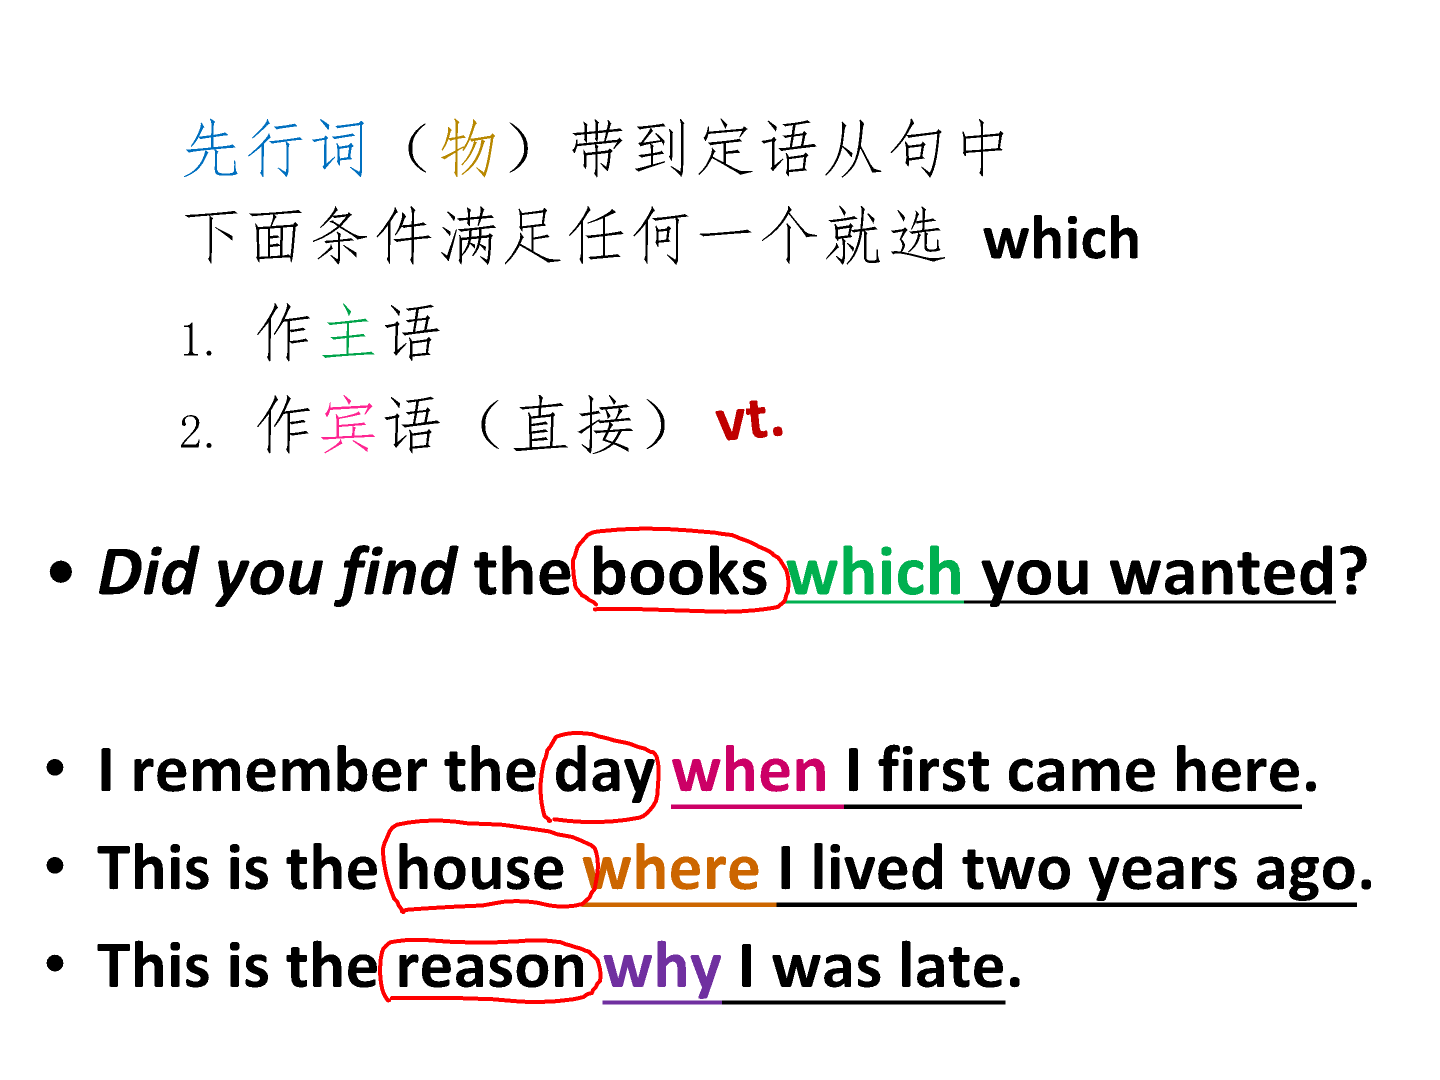 先行词（物）带到定语从句中
下面条件满足任何一个就选 which
1. 作主语
2. 作宾语（直接） vt.
• Did you find the books which you wanted?
• I remember the day when I first came here.
• This is the house where I lived two years ago.
• This is the reason why I was late.